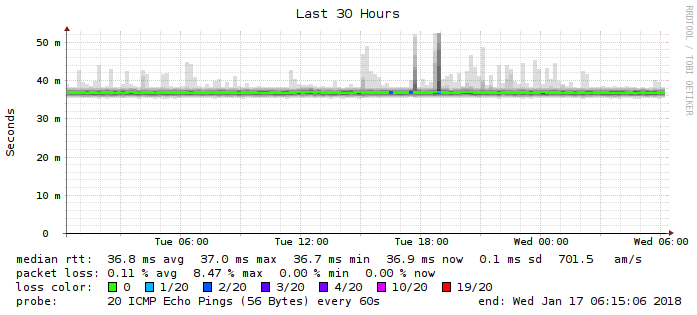 Last 30 Hours
RRDTOOL / TOBI OETIKER
Seconds
50 m
40 m
30 m
20 m
10 m
0
Tue 06:00 Tue 12:00 Tue 18:00 Wed 00:00 Wed 06:00
median rtt: 36.8 ms avg 37.0 ms max 36.7 ms min 36.9 ms now 0.1 ms sd 701.5 am/s
packet loss: 0.11 % avg 8.47 % max 0.00 % min 0.00 % now
loss color: 0 1/20 2/20 3/20 4/20 10/20 19/20
probe: 20 ICMP Echo Pings (56 Bytes) every 60s end: Wed Jan 17 06:15:06 2018